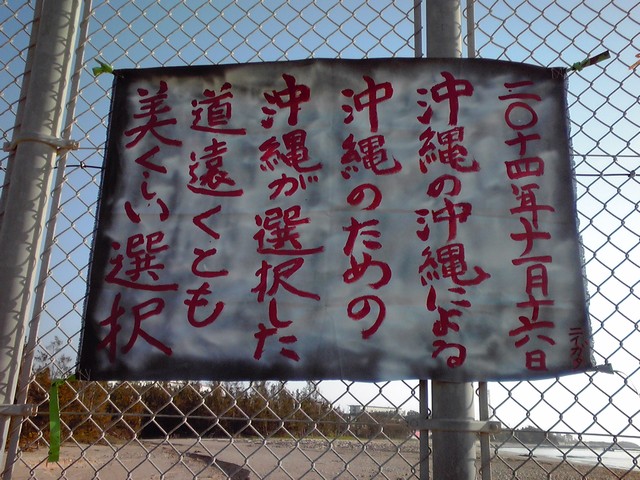 二〇十四年十一月十六日
沖縄の沖縄による
沖縄のための
沖縄が選択した
道遠くとも
美くしい選択